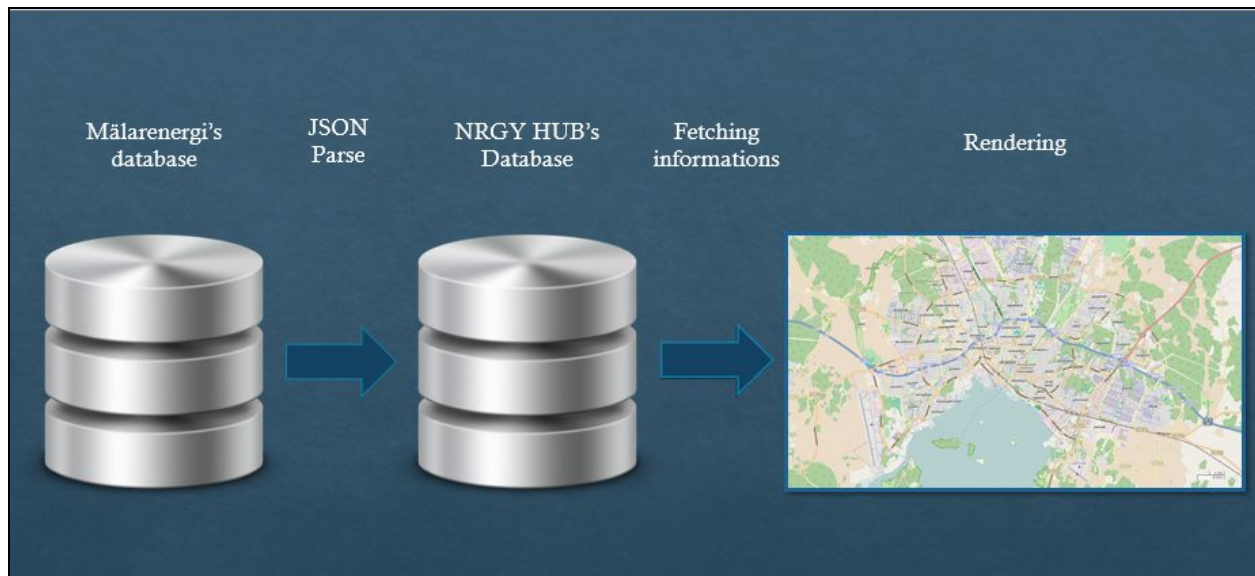 Mälarenergi's
database
JSON
Parse
NRGY HUB's
Database
Fetching
informations
Rendering